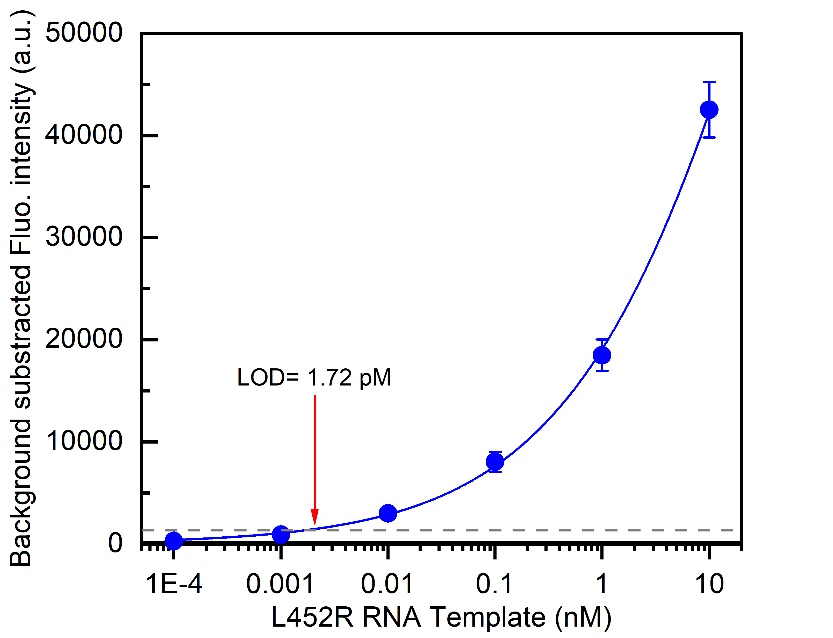 Background substracted Fluo. intensity (a.u.)
50000
40000
30000
20000
10000
0
LOD= 1.72 pM
1E-4 0.001 0.01 0.1 1 10
L452R RNA Template (nM)